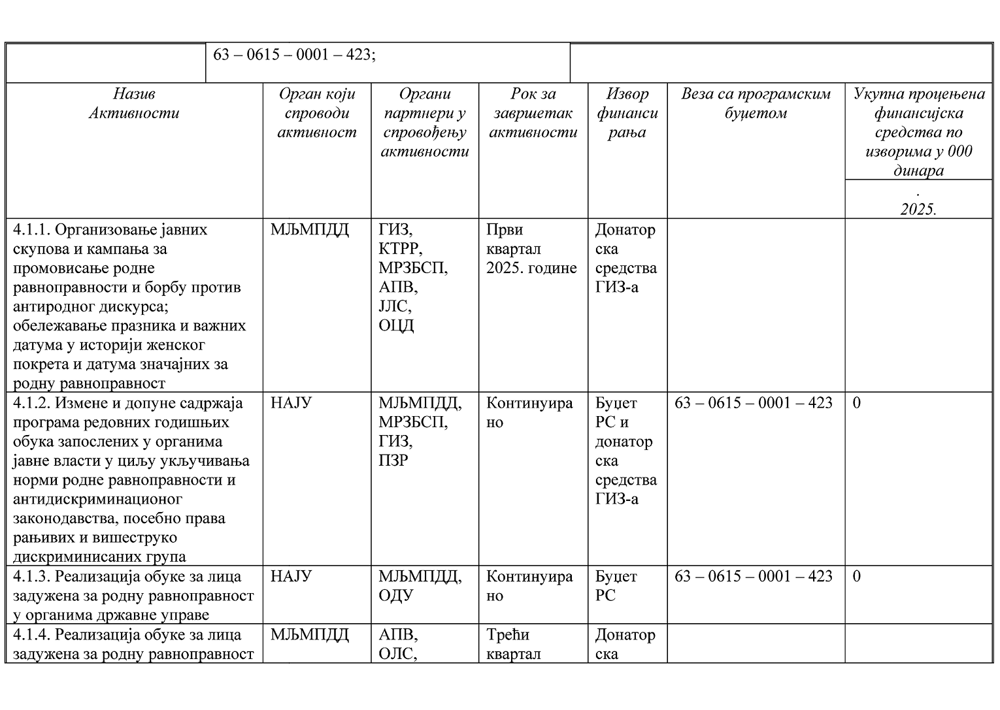 63 – 0615 – 0001 – 423;
Назив
Активности
Орган који
спроводи
активност
Органи
партнери у
спровођењу
активности
Рок за
завршетак
активности
Извор
финанси
рања
Веза са програмским
буџетом
Укупна процењена
финансијска
средства по
изворима у 000
динара
.
2025.
4.1.1. Организовање јавних
скупова и кампања за
промовисање родне
равноправности и борбу против
антиродног дискурса;
обележавање празника и важних
датума у историји женског
покрета и датума значајних за
родну равноправност
МЉМПДД
ГИЗ,
КТРР,
МРЗБСП,
АПВ,
ЈЛС,
ОЦД
Први
квартал
2025. године
Донатор
ска
средства
ГИЗ-а
4.1.2. Измене и допуне садржаја
програма редовних годишњих
обука запослених у органима
јавне власти у циљу укључивања
норми родне равноправности и
антидискриминационог
законодавства, посебно права
рањивих и вишеструко
дискриминисаних група
НАЈУ
МЉМПДД,
МРЗБСП,
ГИЗ,
ПЗР
Континуира
но
Буџет
РС и
донатор
ска
средства
ГИЗ-а
63 – 0615 – 0001 – 423
0
4.1.3. Реализација обуке за лица
задужена за родну равноправност
у органима државне управе
НАЈУ
МЉМПДД,
ОДУ
Континуира
но
Буџет
РС
63 – 0615 – 0001 – 423
0
4.1.4. Реализација обуке за лица
задужена за родну равноправност
МЉМПДД
АПВ,
ОЛС,
Трећи
квартал
Донатор
ска